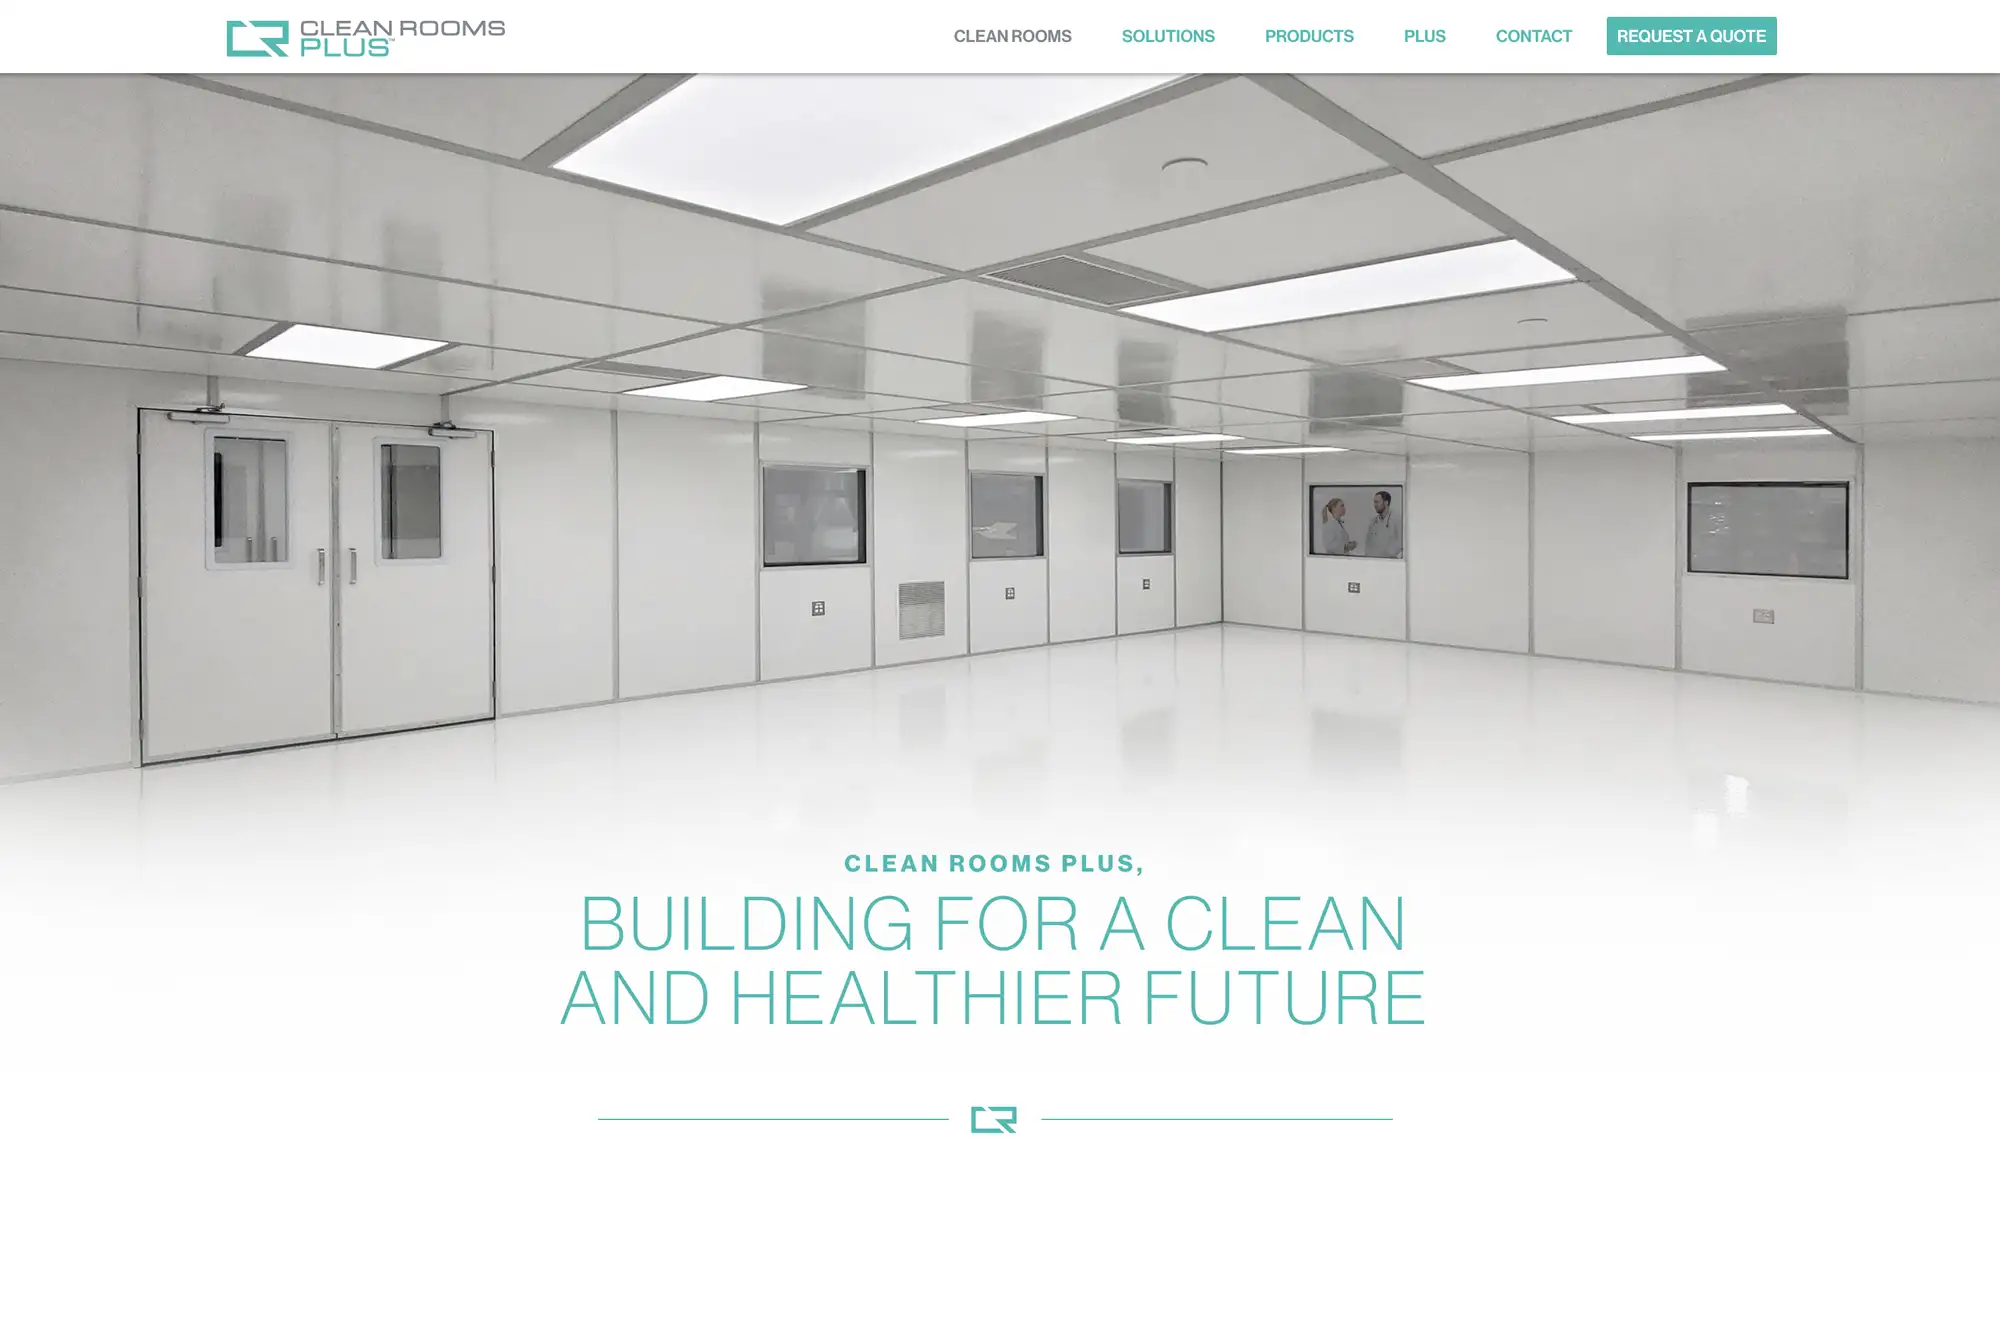 CLEAN ROOMS
PLUS™
CLEAN ROOMS
SOLUTIONS
PRODUCTS
PLUS
CONTACT
REQUEST A QUOTE
CLEAN ROOMS PLUS,
BUILDING FOR A CLEAN
AND HEALTHIER FUTURE
CR